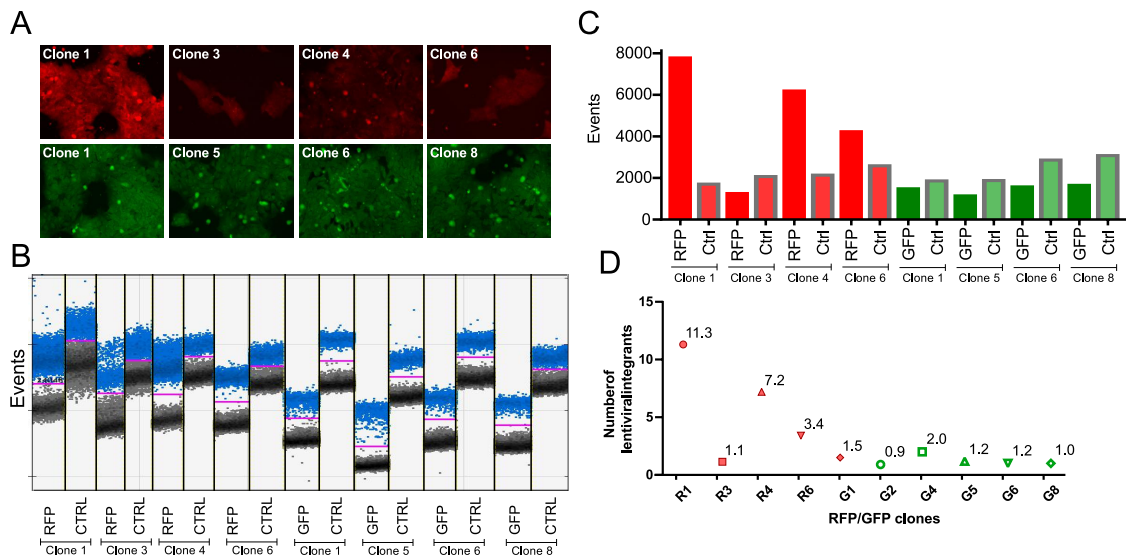 A
Clone 1
Clone 3
Clone 4
Clone 6
Clone 1
Clone 5
Clone 6
Clone 8
B
Events
RFP CTRL RFP CTRL RFP CTRL RFP CTRL GFP CTRL GFP CTRL GFP CTRL GFP CTRL
Clone 1 Clone 3 Clone 4 Clone 6 Clone 1 Clone 5 Clone 6 Clone 8
C
Events
8000
6000
4000
2000
0
RFP Ctrl RFP Ctrl RFP Ctrl RFP Ctrl GFP Ctrl GFP Ctrl GFP Ctrl GFP Ctrl
Clone 1 Clone 3 Clone 4 Clone 6 Clone 1 Clone 5 Clone 6 Clone 8
D
Numberof
lentiviralintegrants
15
10
5
0
11.3
1.1
7.2
3.4
1.5
0.9
2.0
1.2
1.2
1.0
R1 R3 R4 R6 G1 G2 G4 G5 G6 G8
RFP/GFP clones